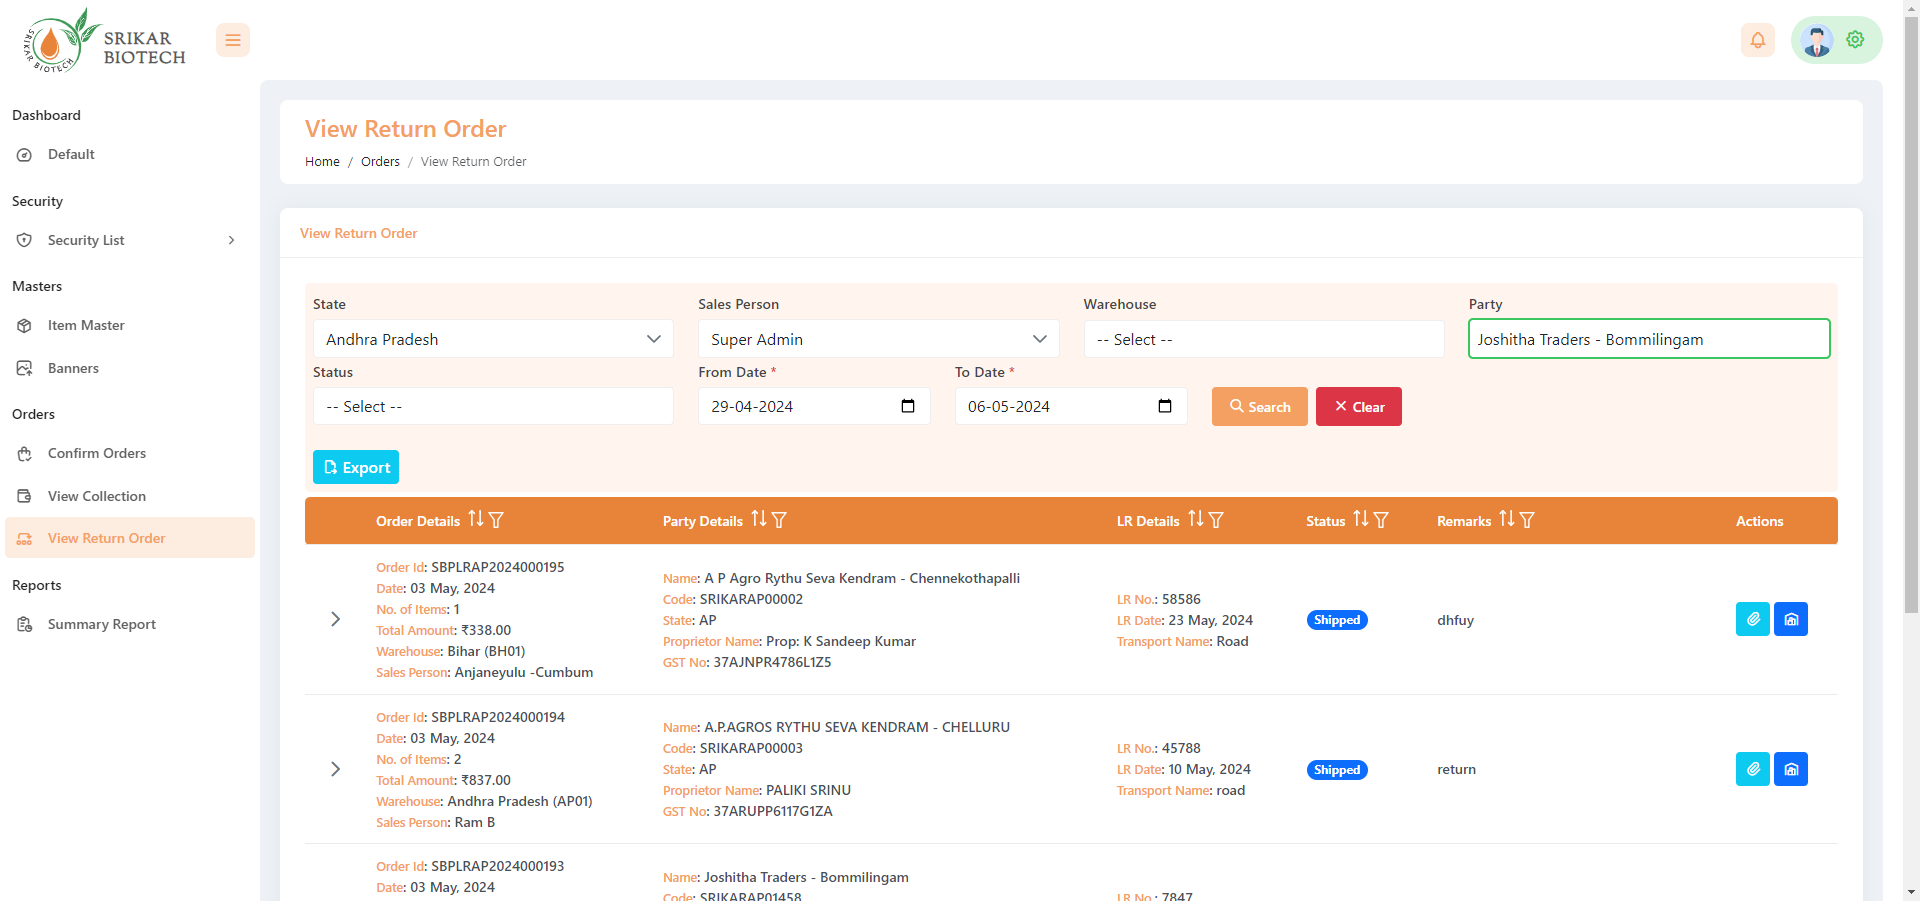 SRIKAR BIOTECH
SRIKAR
BIOTECH
Dashboard
Default
Security
Security List
Masters
Item Master
Banners
Orders
Confirm Orders
View Collection
View Return Order
Reports
Summary Report
View Return Order
Home / Orders / View Return Order
View Return Order
State
Sales Person
Warehouse
Party
Andhra Pradesh
Super Admin
-- Select --
Joshitha Traders - Bommilingam
Status
From Date *
To Date *
-- Select --
29-04-2024
06-05-2024
Search
Clear
Export
Order Details
Party Details
LR Details
Status
Remarks
Actions
Order Id: SBPLRAP2024000195
Date: 03 May, 2024
No. of Items: 1
Total Amount: ₹338.00
Warehouse: Bihar (BH01)
Sales Person: Anjaneyulu -Cumbum
Name: A P Agro Rythu Seva Kendram - Chennekothapalli
Code: SRIKARAP00002
State: AP
Proprietor Name: Prop: K Sandeep Kumar
GST No: 37AJNPR4786L1Z5
LR No.: 58586
LR Date: 23 May, 2024
Transport Name: Road
Shipped
dhfuy
Order Id: SBPLRAP2024000194
Date: 03 May, 2024
No. of Items: 2
Total Amount: ₹837.00
Warehouse: Andhra Pradesh (AP01)
Sales Person: Ram B
Name: A.P.AGROS RYTHU SEVA KENDRAM - CHELLURU
Code: SRIKARAP00003
State: AP
Proprietor Name: PALIKI SRINU
GST No: 37ARUPP6117G1ZA
LR No.: 45788
LR Date: 10 May, 2024
Transport Name: road
Shipped
return
Order Id: SBPLRAP2024000193
Date: 03 May, 2024
Name: Joshitha Traders - Bommilingam
Code: SRIKARAP01458
LR No.: 7847